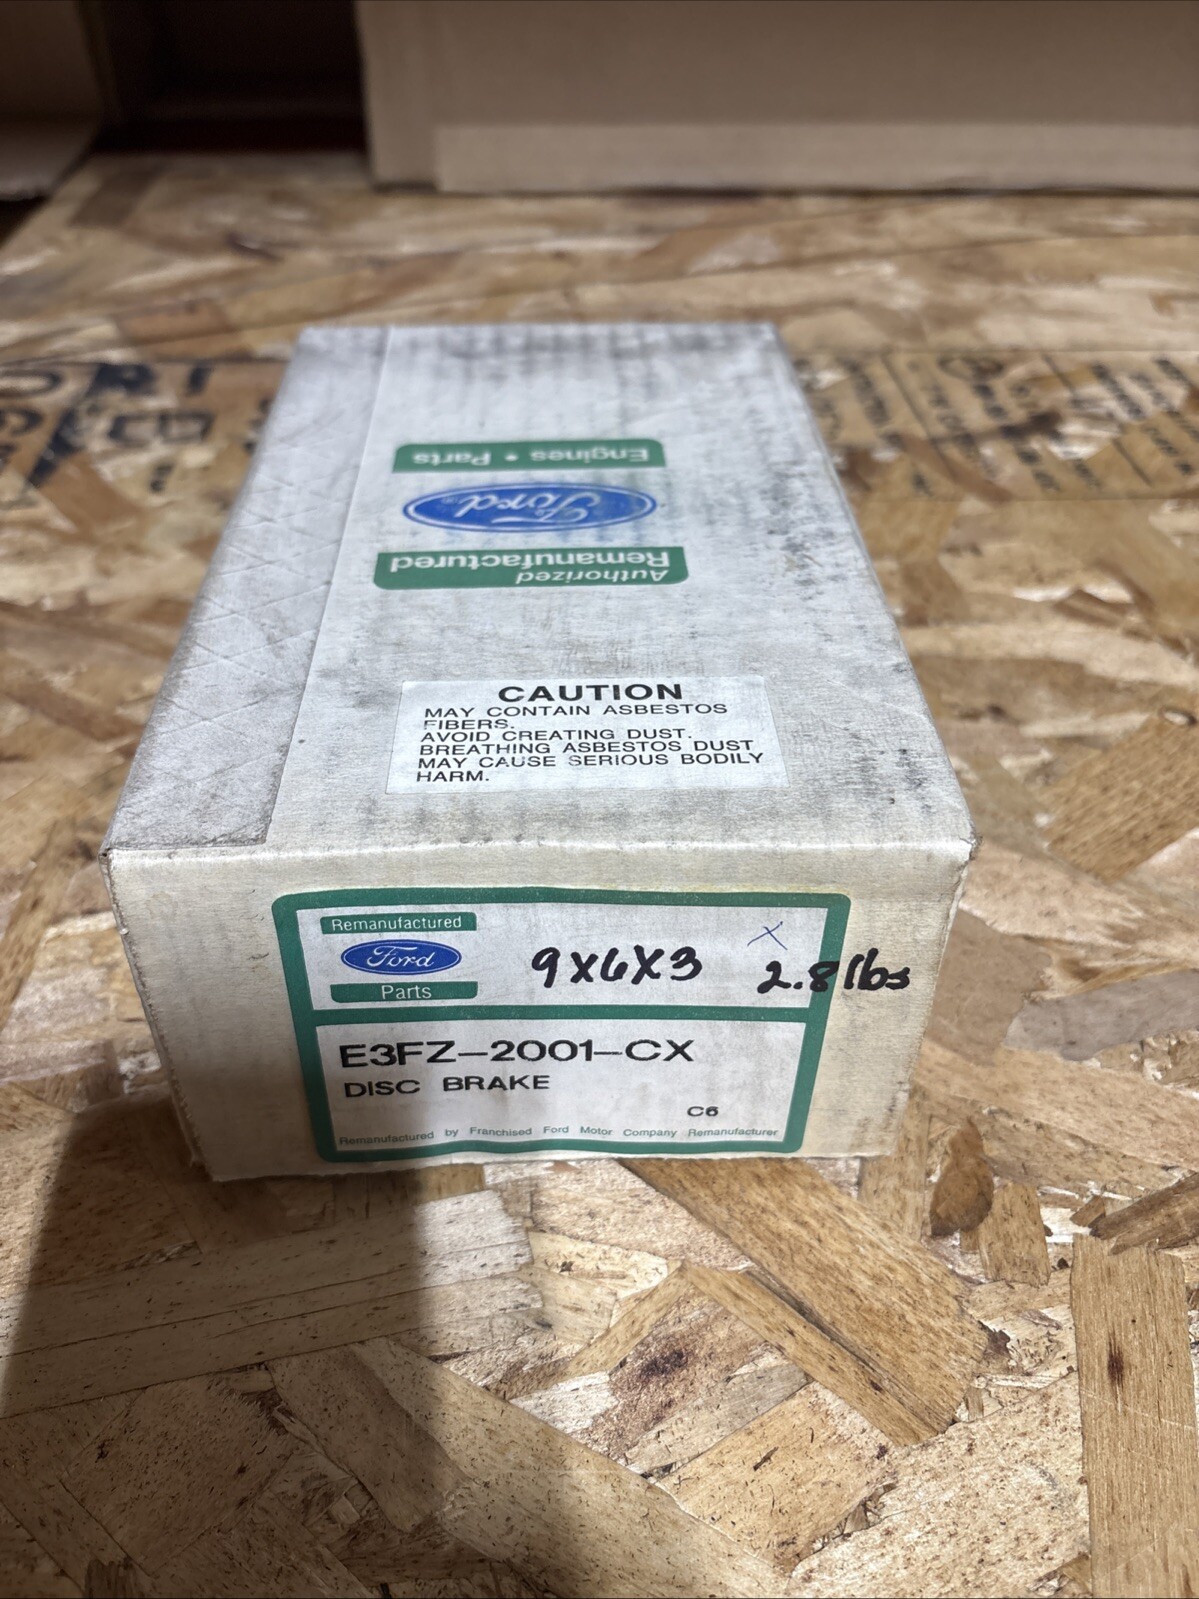 Engines • Parts
Ford
Remanufactured
Authorized
CAUTION
MAY CONTAIN ASBESTOS
FIBERS.
AVOID CREATING DUST.
BREATHING ASBESTOS DUST
MAY CAUSE SERIOUS BODILY
HARM.
Remanufactured
Ford
Parts
9X6X3
X
2.8 lbs
E3FZ-2001-CX
DISC BRAKE
C6
Remanufactured by Franchised Ford Motor Company Remanufacturer